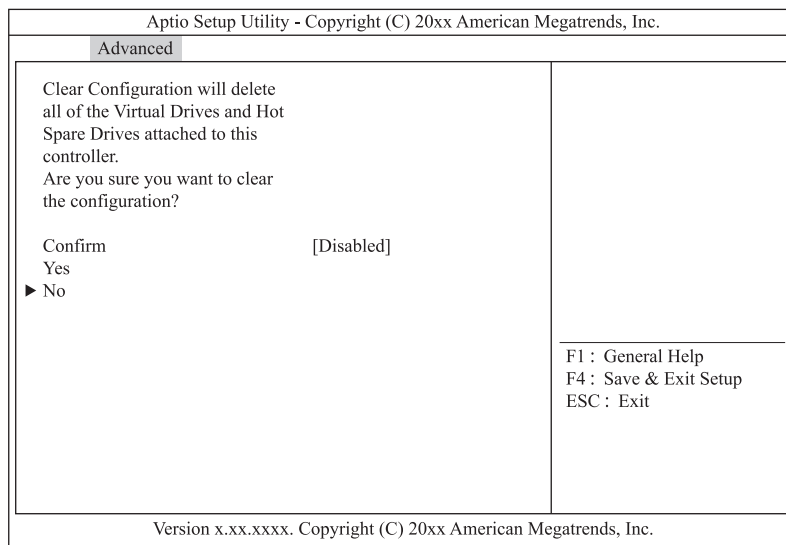 Aptio Setup Utility - Copyright (C) 20xx American Megatrends, Inc.
Advanced
Clear Configuration will delete
all of the Virtual Drives and Hot
Spare Drives attached to this
controller.
Are you sure you want to clear
the configuration?
Confirm [Disabled]
Yes
▶ No
F1 : General Help
F4 : Save & Exit Setup
ESC : Exit
Version x.xx.xxxx. Copyright (C) 20xx American Megatrends, Inc.